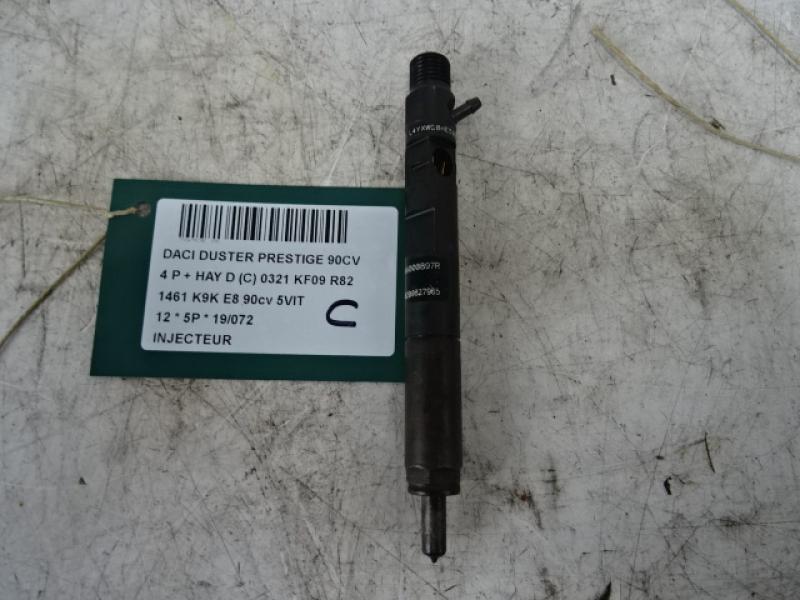 DACI DUSTER PRESTIGE 90CV
4 P + HAY D (C) 0321 KF09 R82
1461 K9K E8 90cv 5VIT
12 * 5P * 19/072
INJECTEUR
C